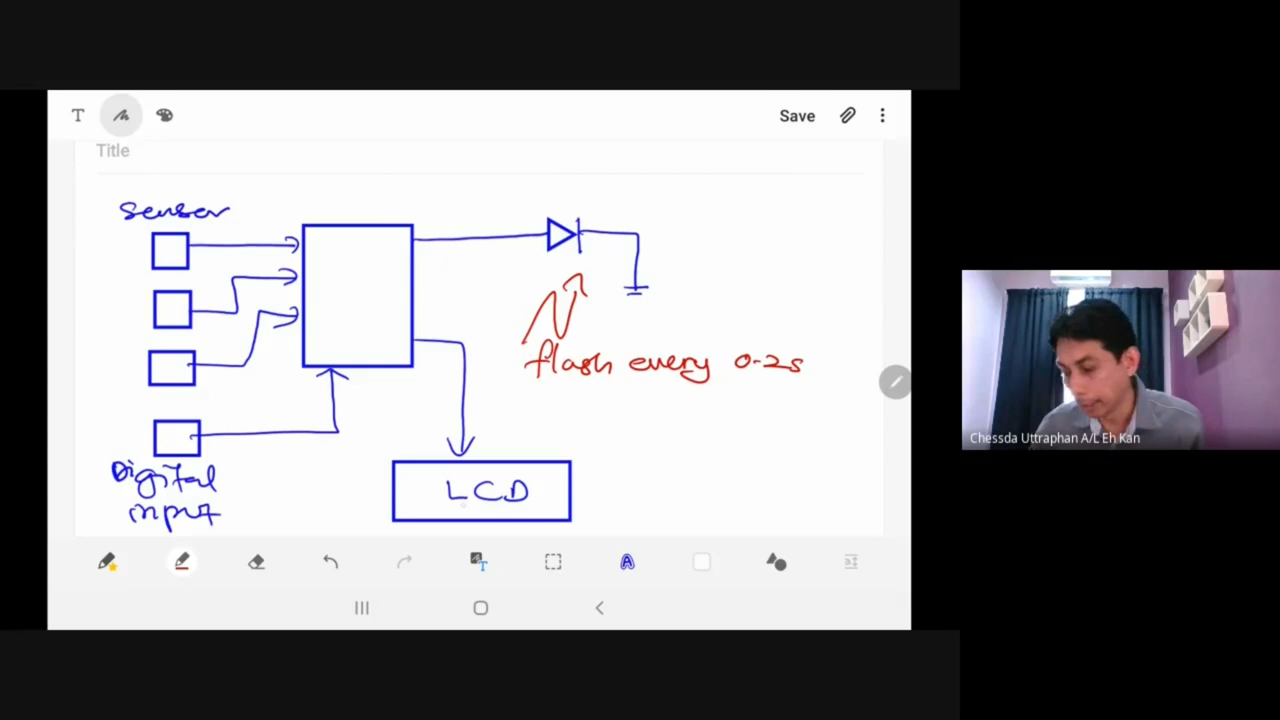 T
Save
Title
Sensor
flash every 0.2s
Digital
input
LCD
Chessda Uttraphan A/L Eh Kan